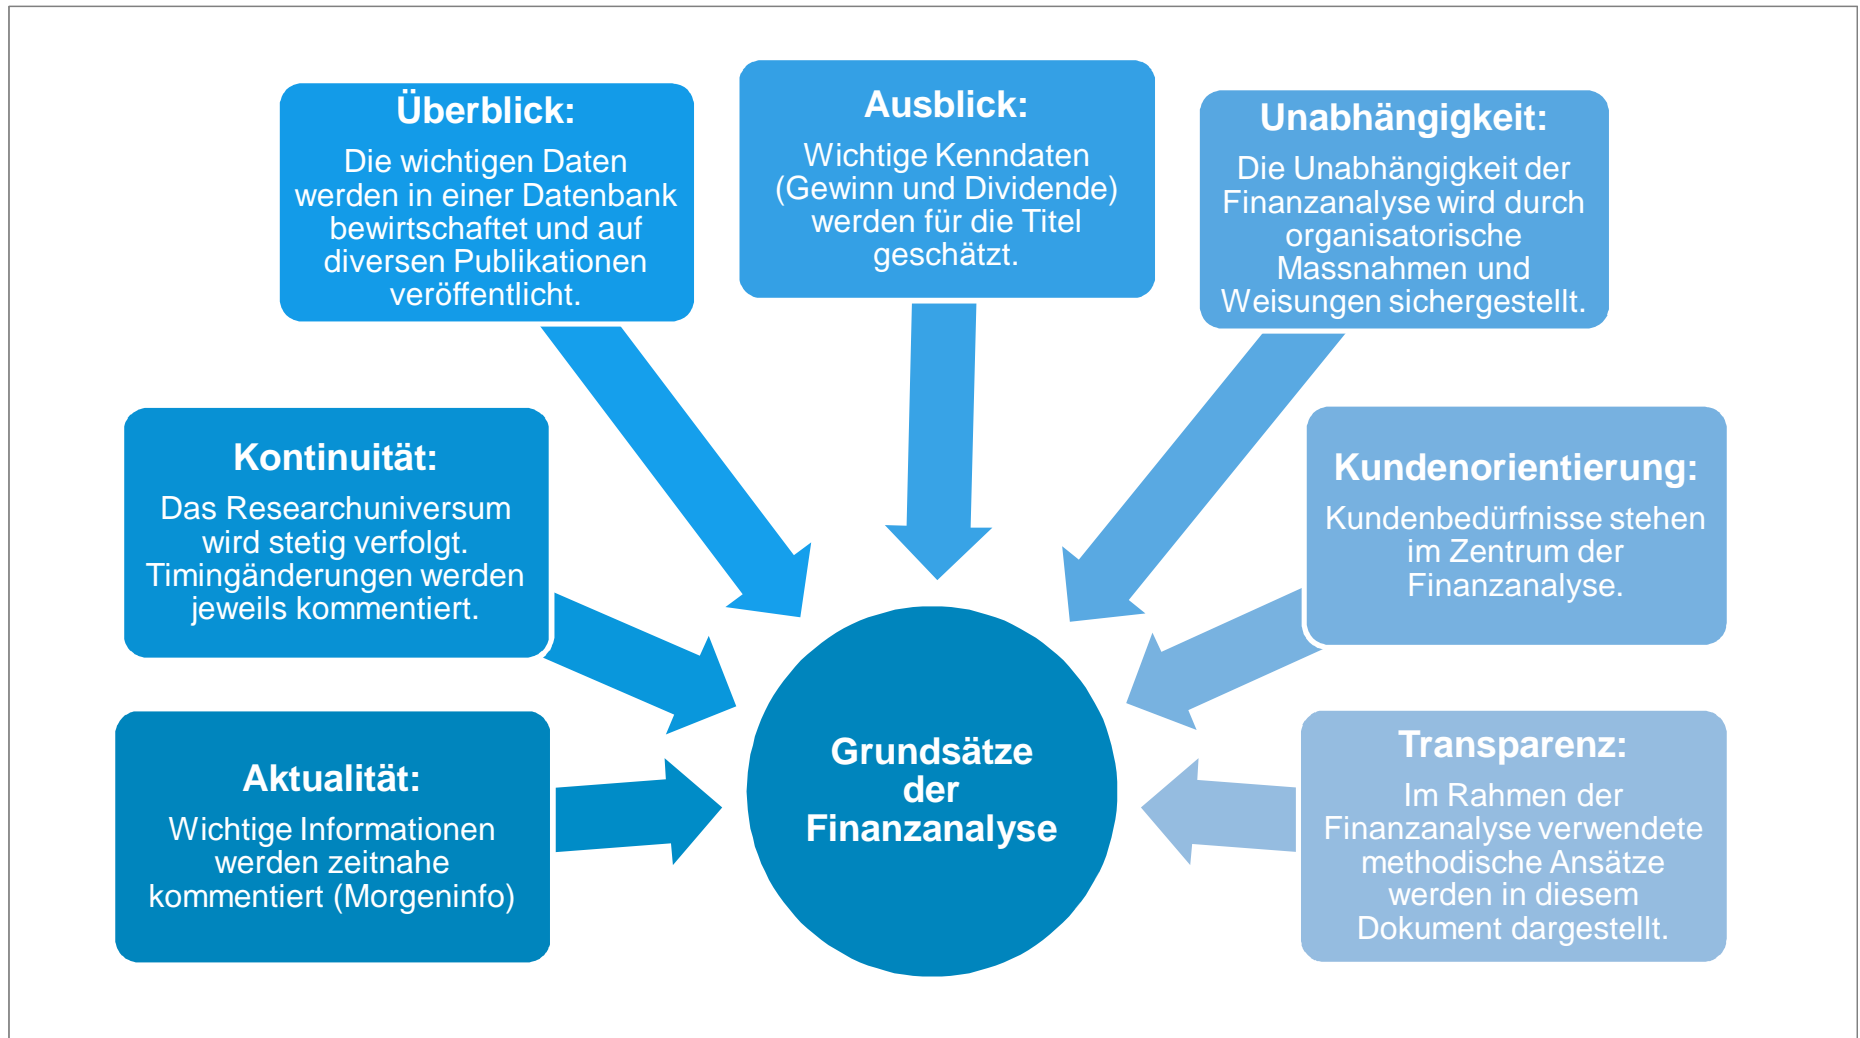 Überblick:
Die wichtigen Daten
werden in einer Datenbank
bewirtschaftet und auf
diversen Publikationen
veröffentlicht.
Ausblick:
Wichtige Kenndaten
(Gewinn und Dividende)
werden für die Titel
geschätzt.
Unabhängigkeit:
Die Unabhängigkeit der
Finanzanalyse wird durch
organisatorische
Massnahmen und
Weisungen sichergestellt.
Kontinuität:
Das Researchuniversum
wird stetig verfolgt.
Timingänderungen werden
jeweils kommentiert.
Kundenorientierung:
Kundenbedürfnisse stehen
im Zentrum der
Finanzanalyse.
Aktualität:
Wichtige Informationen
werden zeitnahe
kommentiert (Morgeninfo)
Grundsätze
der
Finanzanalyse
Transparenz:
Im Rahmen der
Finanzanalyse verwendete
methodische Ansätze
werden in diesem
Dokument dargestellt.